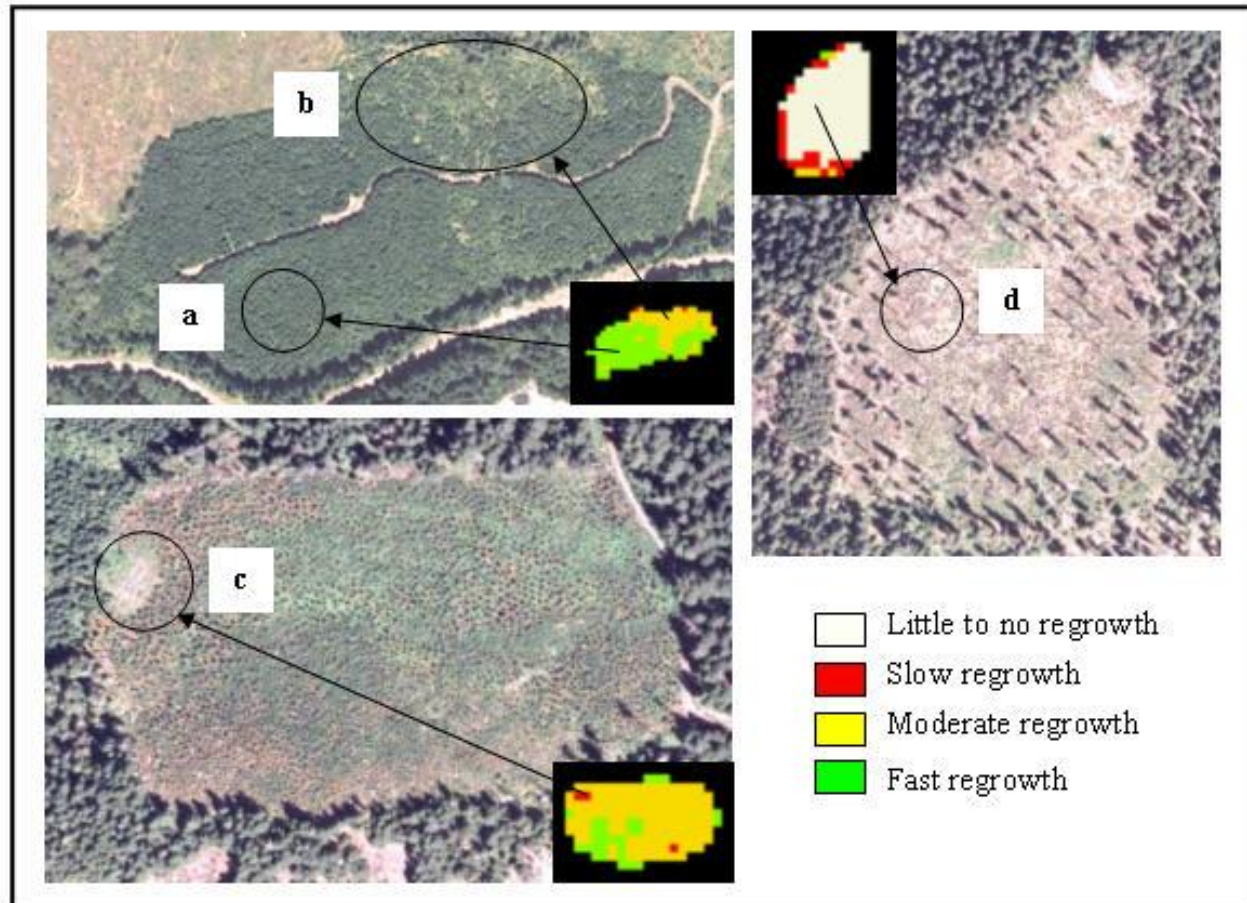 b
a
d
c
Little to no regrowth
Slow regrowth
Moderate regrowth
Fast regrowth